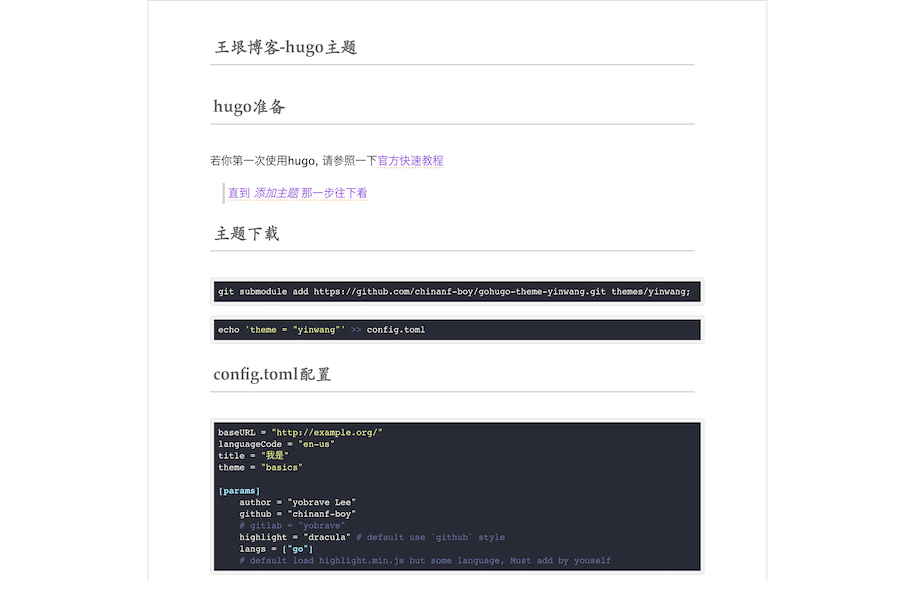 王垠博客-hugo主题
hugo准备
若你第一次使用hugo, 请参照一下官方快速教程
直到 添加主题 那一步往下看
主题下载
git submodule add https://github.com/chinanf-boy/gohugo-theme-yinwang.git themes/yinwang;
echo 'theme = "yinwang"' >> config.toml
config.toml配置
baseURL = "http://example.org/"
languageCode = "en-us"
title = "我是"
theme = "basics"
[params]
author = "yobrave Lee"
github = "chinanf-boy"
# gitlab = "yobrave"
highlight = "dracula" # default use `github` style
langs = ["go"]
# default load highlight.min.js but some language, Must add by youself